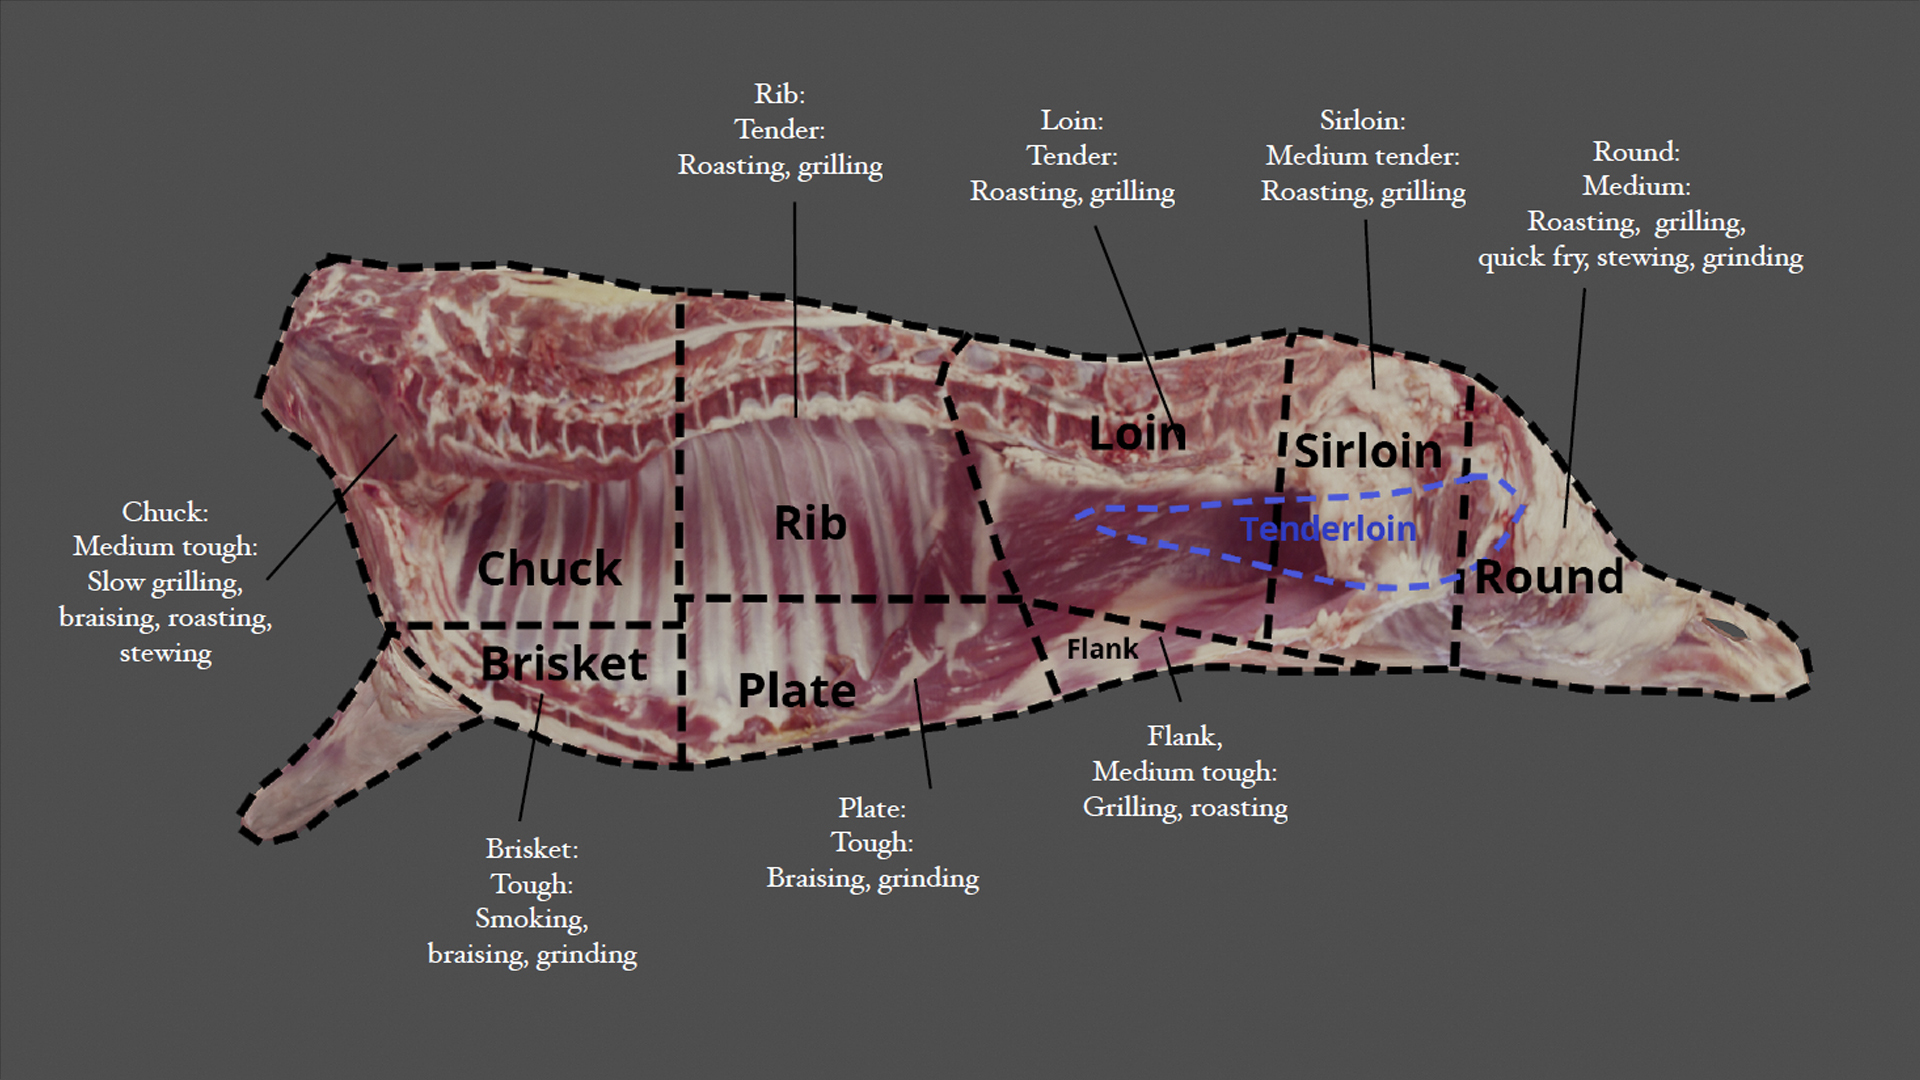 Rib:
Tender:
Roasting, grilling
Loin:
Tender:
Roasting, grilling
Sirloin:
Medium tender:
Roasting, grilling
Round:
Medium:
Roasting, grilling,
quick fry, stewing, grinding
Chuck:
Medium tough:
Slow grilling,
braising, roasting,
stewing
Chuck
Rib
Loin
Sirloin
Tenderloin
Round
Brisket
Plate
Flank
Brisket:
Tough:
Smoking,
braising, grinding
Plate:
Tough:
Braising, grinding
Flank,
Medium tough:
Grilling, roasting